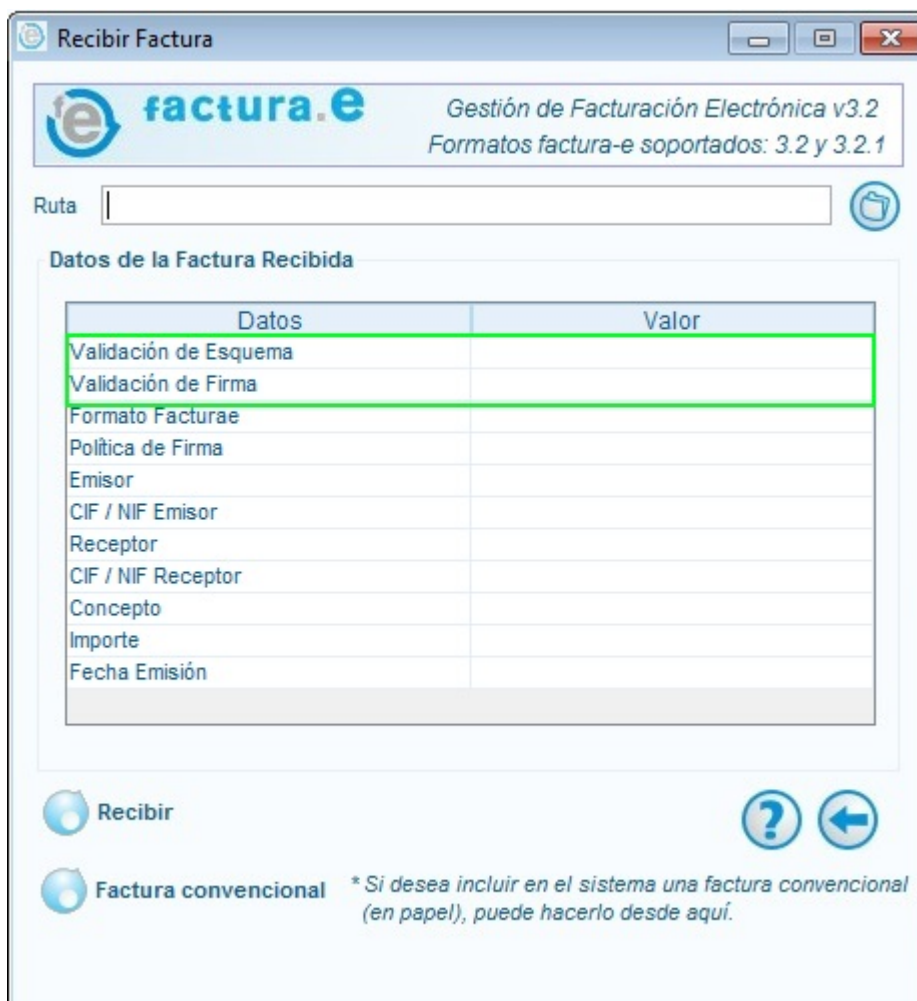 Recibir Factura
factura.e
Gestión de Facturación Electrónica v3.2
Formatos factura-e soportados: 3.2 y 3.2.1
Ruta
Datos de la Factura Recibida
Datos Valor
Validación de Esquema
Validación de Firma
Formato Facturae
Política de Firma
Emisor
CIF / NIF Emisor
Receptor
CIF / NIF Receptor
Concepto
Importe
Fecha Emisión
Recibir
Factura convencional
* Si desea incluir en el sistema una factura convencional
(en papel), puede hacerlo desde aquí.